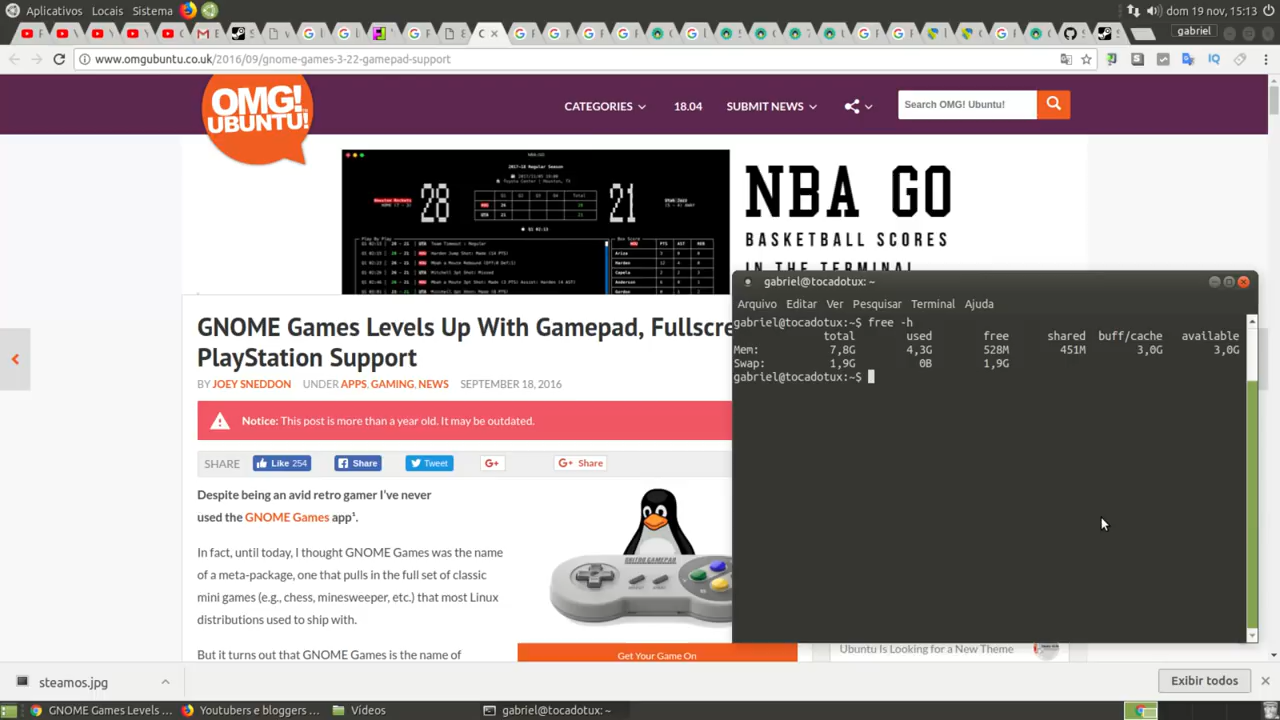 Aplicativos Locais Sistema
dom 19 nov, 15:13
gabriel
www.omgubuntu.co.uk/2016/09/gnome-games-3-22-gamepad-support
OMG!
UBUNTU!
CATEGORIES 18.04 SUBMIT NEWS
Search OMG! Ubuntu!
NBA GO
BASKETBALL SCORES
IN THE TERMINAL
28
21
GNOME Games Levels Up With Gamepad, Fullscre
PlayStation Support
BY JOEY SNEDDON UNDER APPS, GAMING, NEWS SEPTEMBER 18, 2016
Notice: This post is more than a year old. It may be outdated.
SHARE Like 254 Share Tweet G+ G+ Share
Despite being an avid retro gamer I've never
used the GNOME Games app¹.
In fact, until today, I thought GNOME Games was the name
of a meta-package, one that pulls in the full set of classic
mini games (e.g., chess, minesweeper, etc.) that most Linux
distributions used to ship with.
But it turns out that GNOME Games is the name of
Get Your Game On
Ubuntu Is Looking for a New Theme
gabriel@tocadotux: ~
Arquivo Editar Ver Pesquisar Terminal Ajuda
gabriel@tocadotux:~$ free -h
total used free shared buff/cache available
Mem: 7,8G 4,3G 528M 451M 3,0G 3,0G
Swap: 1,9G 0B 1,9G
gabriel@tocadotux:~$
steamos.jpg
Exibir todos
GNOME Games Levels ...
Youtubers e bloggers ...
Vídeos
gabriel@tocadotux: ~